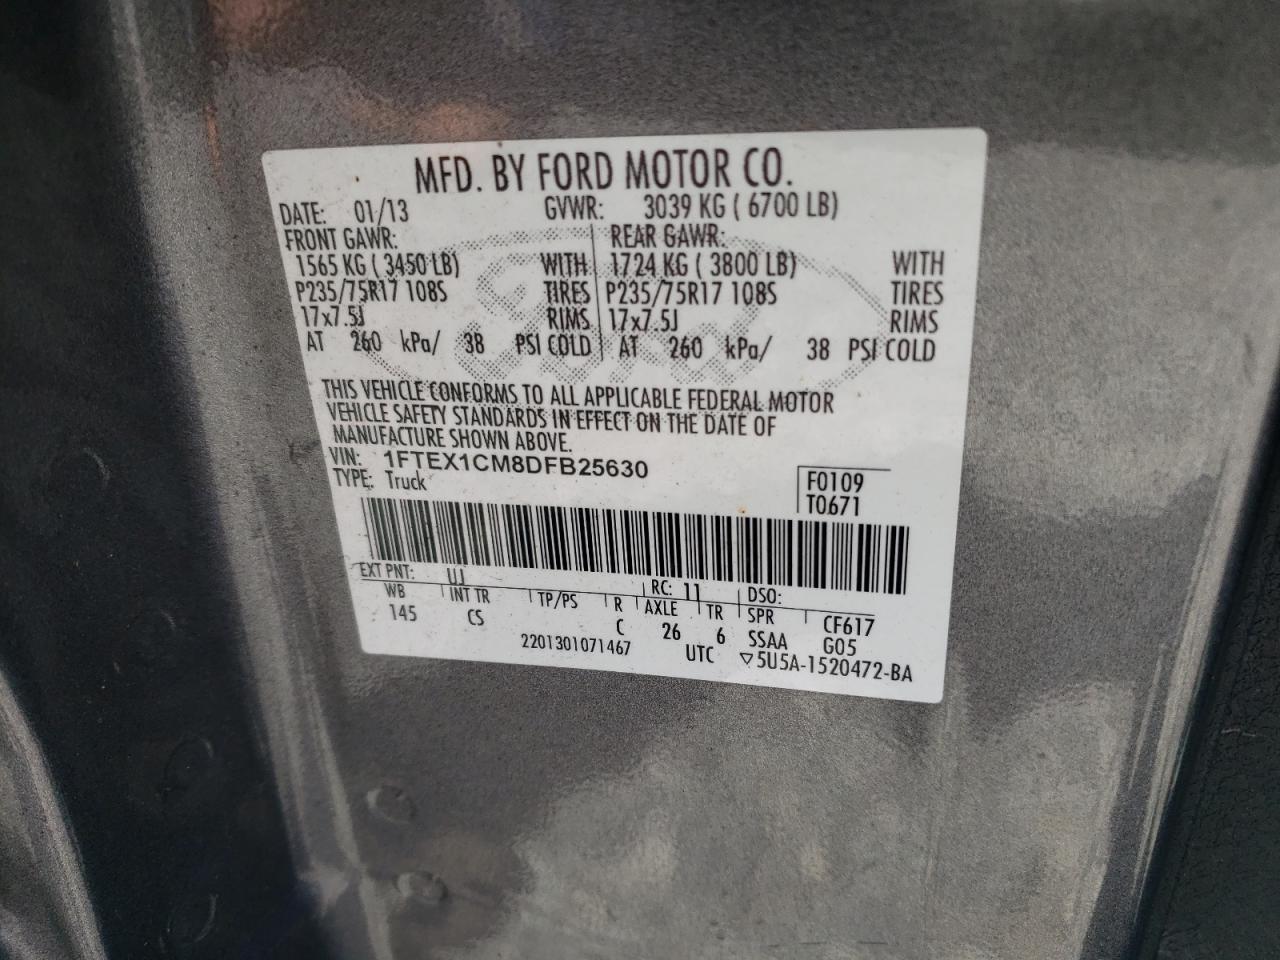 MFD. BY FORD MOTOR CO.
DATE: 01/13 GVWR: 3039 KG ( 6700 LB)
FRONT GAWR: REAR GAWR:
1565 KG ( 3450 LB) WITH 1724 KG ( 3800 LB) WITH
P235/75R17 108S TIRES P235/75R17 108S TIRES
17x7.5J RIMS 17x7.5J RIMS
AT 260 kPa/ 38 PSI COLD AT 260 kPa/ 38 PSI COLD
THIS VEHICLE CONFORMS TO ALL APPLICABLE FEDERAL MOTOR
VEHICLE SAFETY STANDARDS IN EFFECT ON THE DATE OF
MANUFACTURE SHOWN ABOVE.
VIN: 1FTEX1CM8DFB25630
TYPE: Truck
F0109
T0671
EXT PNT: UJ RC: 11 DSO:
WB INT TR TP/PS R AXLE TR SPR CF617
145 CS C 26 6 SSAA G05
2201301071467 UTC ▽5U5A-1520472-BA
Ford